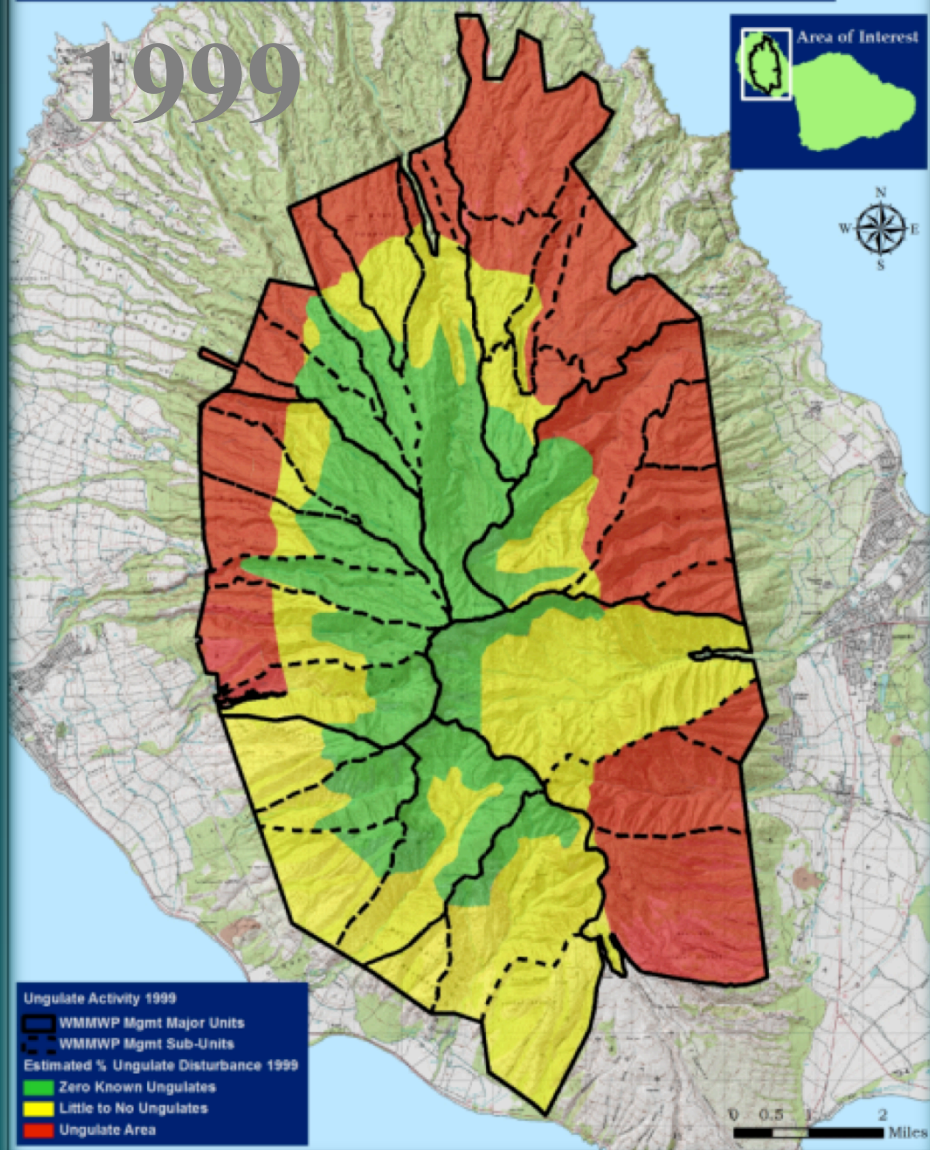 1999
Area of Interest
N
W E
S
Ungulate Activity 1999
WMMWP Mgmt Major Units
WMMWP Mgmt Sub-Units
Estimated % Ungulate Disturbance 1999
Zero Known Ungulates
Little to No Ungulates
Ungulate Area
0 0.5 1 2
Miles